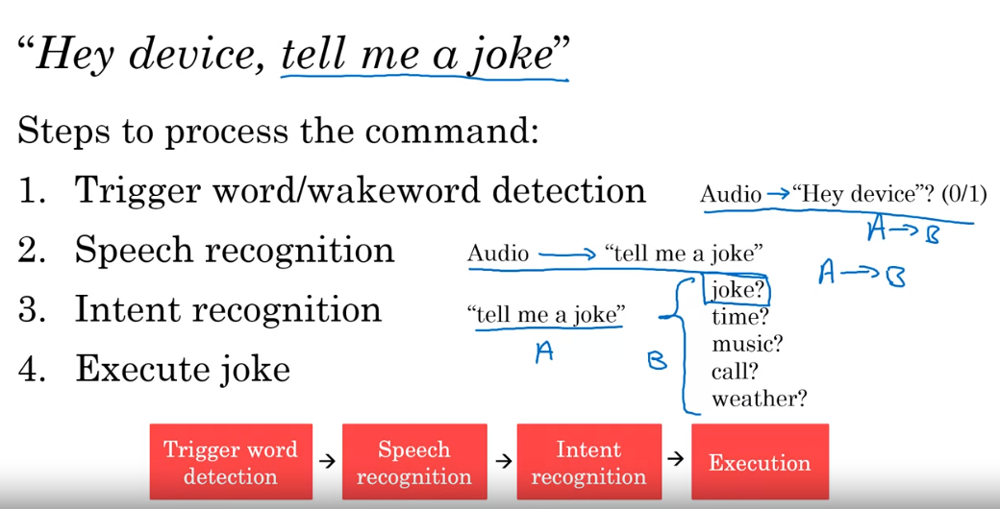 “Hey device, tell me a joke”
Steps to process the command:
1. Trigger word/wakeword detection
Audio → “Hey device”? (0/1)
A → B
2. Speech recognition
Audio → “tell me a joke”
A → B
3. Intent recognition
“tell me a joke”
A
B
joke?
time?
music?
call?
weather?
4. Execute joke
Trigger word
detection
→
Speech
recognition
→
Intent
recognition
→
Execution